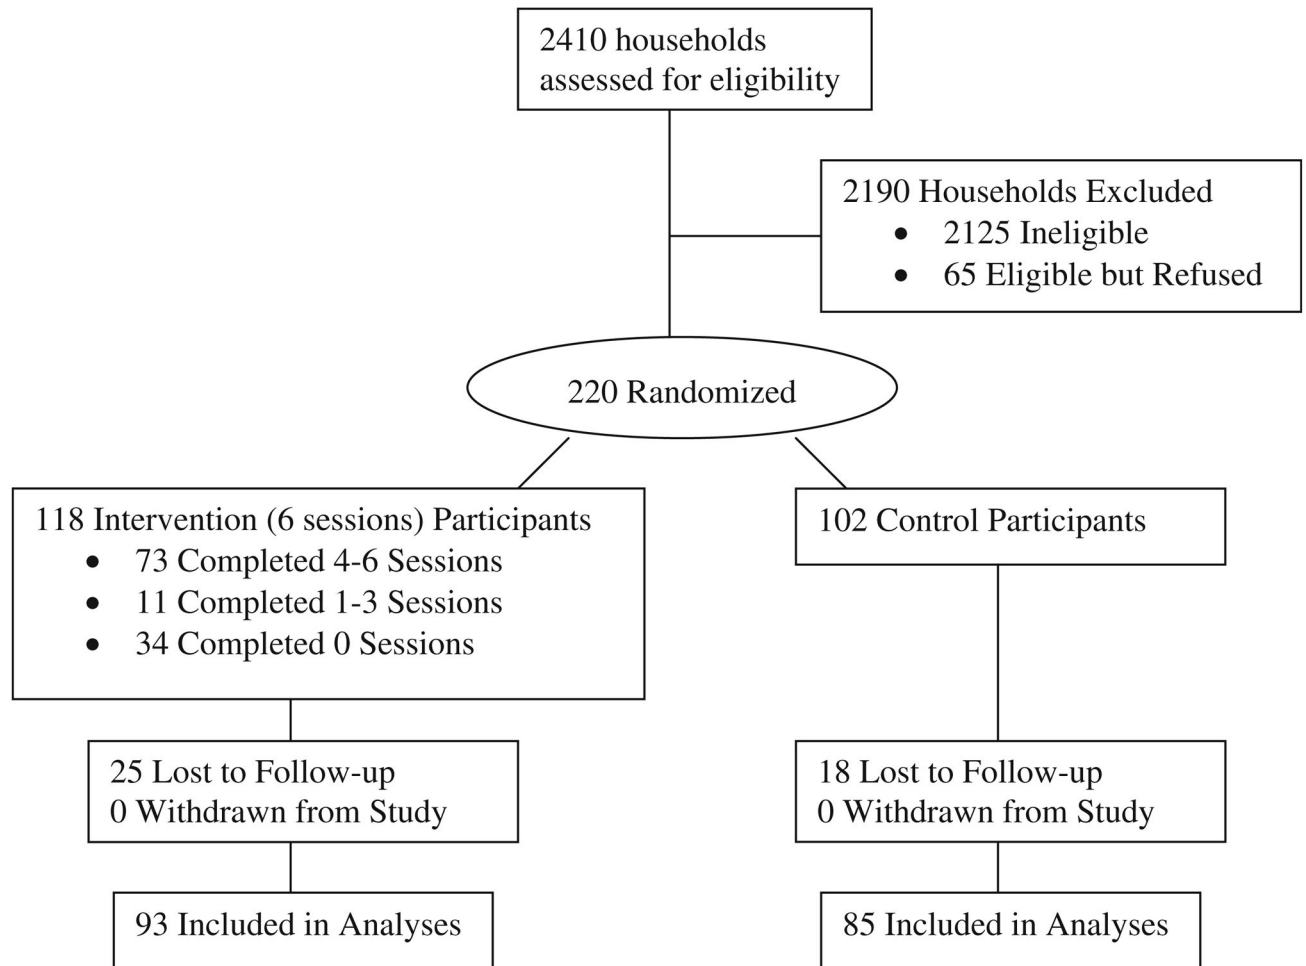 2410 households
assessed for eligibility
2190 Households Excluded
• 2125 Ineligible
• 65 Eligible but Refused
220 Randomized
118 Intervention (6 sessions) Participants
• 73 Completed 4-6 Sessions
• 11 Completed 1-3 Sessions
• 34 Completed 0 Sessions
102 Control Participants
25 Lost to Follow-up
0 Withdrawn from Study
18 Lost to Follow-up
0 Withdrawn from Study
93 Included in Analyses
85 Included in Analyses